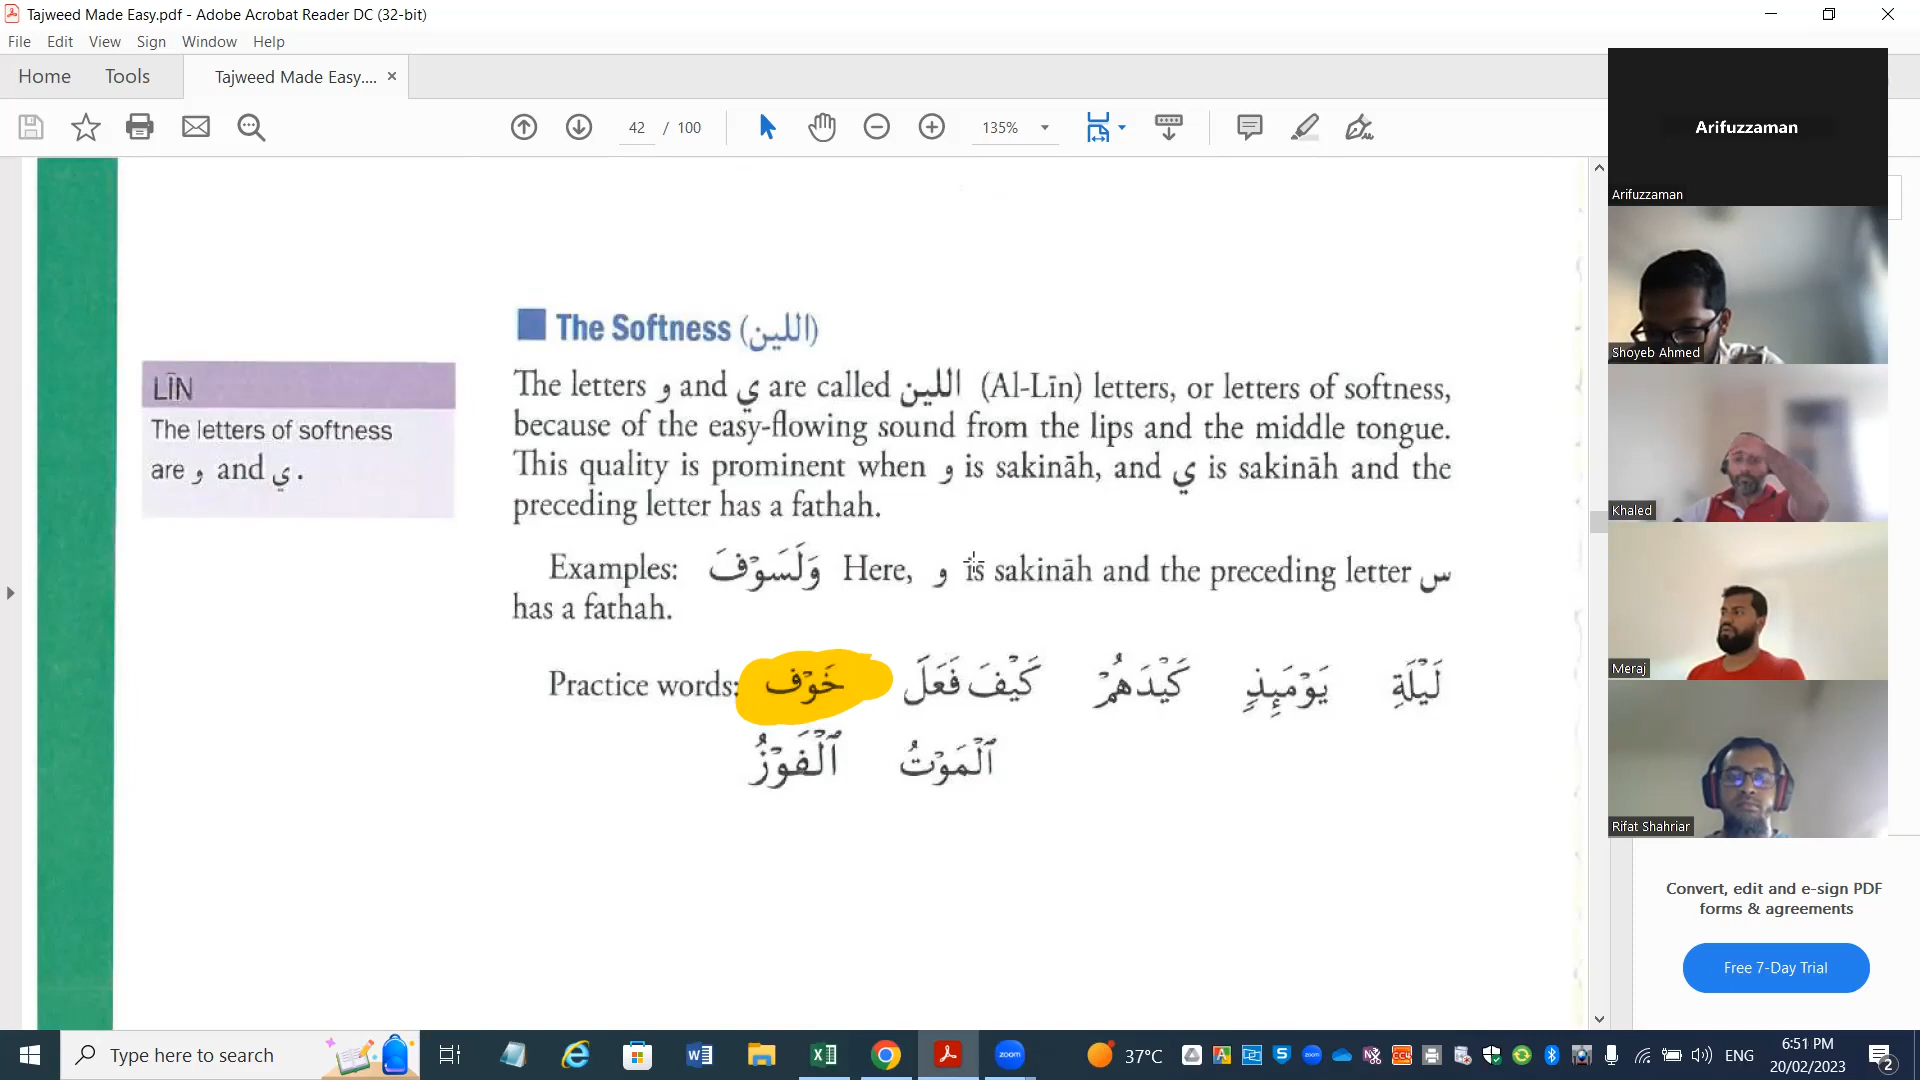 Tajweed Made Easy.pdf - Adobe Acrobat Reader DC (32-bit)
File Edit View Sign Window Help
Home Tools Tajweed Made Easy.... ×
42 / 100 135%
Arifuzzaman
Arifuzzaman
Shoyeb Ahmed
Khaled
Meraj
Rifat Shahriar
The Softness (اللين)
LĪN
The letters of softness
are و and ي.
The letters و and ي are called اللين (Al-Līn) letters, or letters of softness,
because of the easy-flowing sound from the lips and the middle tongue.
This quality is prominent when و is sakināh, and ي is sakināh and the
preceding letter has a fathah.
Examples: وَلَسَوْفَ Here, و is sakināh and the preceding letter س
has a fathah.
Practice words: خَوْف كَيْفَ فَعَلَ كَيْدَهُمْ يَوْمَئِذٍ لَيْلَةِ
ٱلْفَوْزُ ٱلْمَوْتُ
Convert, edit and e-sign PDF
forms & agreements
Free 7-Day Trial
Type here to search
zoom
37°C
ENG
6:51 PM
20/02/2023
2